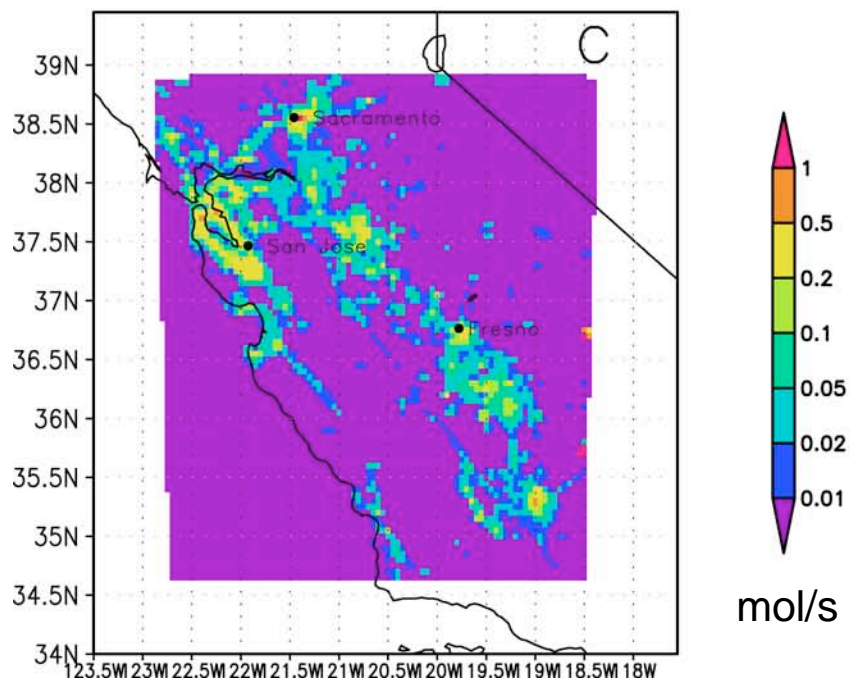 C
39N
38.5N
38N
37.5N
37N
36.5N
36N
35.5N
35N
34.5N
34N
Sacramento
San Jose
Fresno
123.5W 123W 122.5W 122W 121.5W 121W 120.5W 120W 119.5W 119W 118.5W 118W
1
0.5
0.2
0.1
0.05
0.02
0.01
mol/s